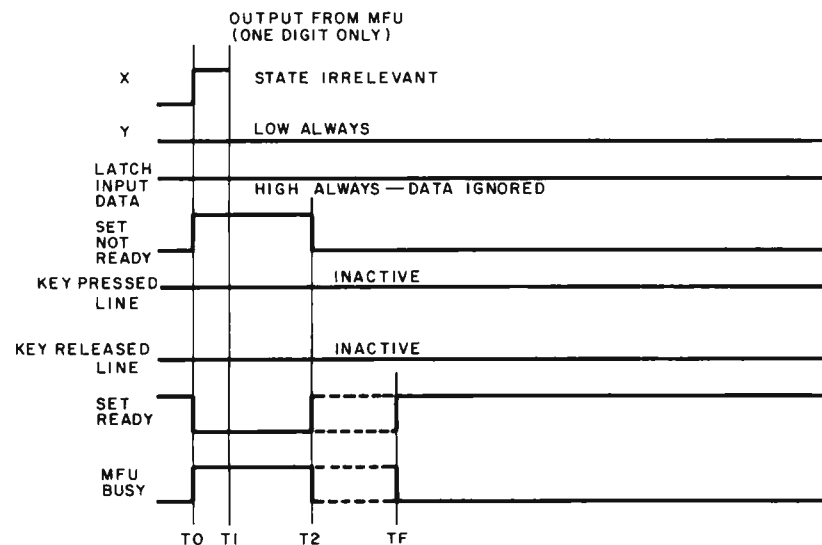 OUTPUT FROM MFU
(ONE DIGIT ONLY)
X
STATE IRRELEVANT
Y
LOW ALWAYS
LATCH
INPUT
DATA
HIGH ALWAYS — DATA IGNORED
SET
NOT
READY
KEY PRESSED
LINE
INACTIVE
KEY RELEASED
LINE
INACTIVE
SET
READY
MFU
BUSY
T0 T1 T2 TF